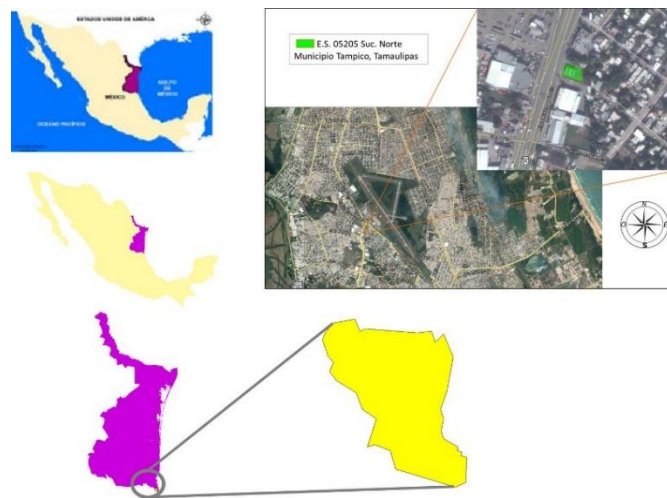 ESTADOS UNIDOS DE AMÉRICA
GOLFO
DE
MÉXICO
MÉXICO
OCEANO PACÍFICO
E.S. 05205 Suc. Norte
Municipio Tampico, Tamaulipas
N
O
E
S